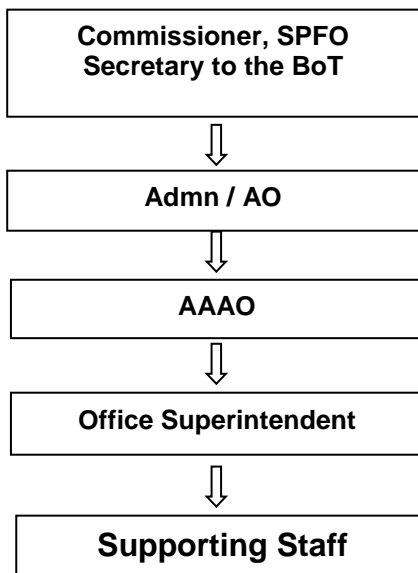 Commissioner, SPFO
Secretary to the BoT
Admn / AO
AAAO
Office Superintendent
Supporting Staff